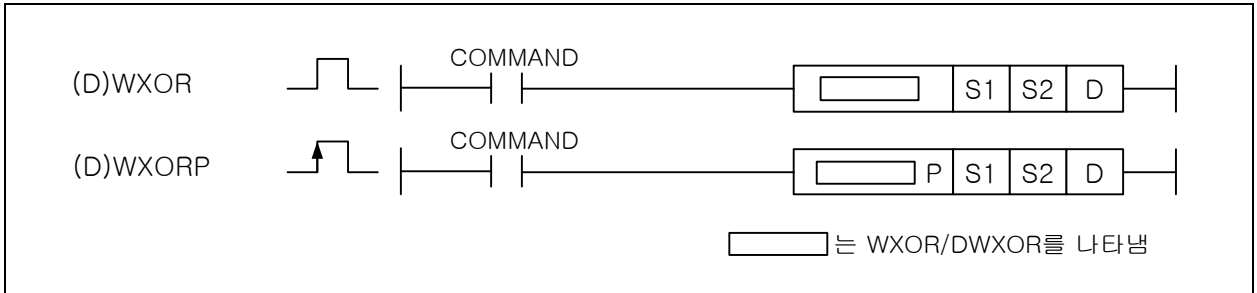 COMMAND
(D)WXOR S1 S2 D
COMMAND
(D)WXORP P S1 S2 D
는 WXOR/DWXOR를 나타냄